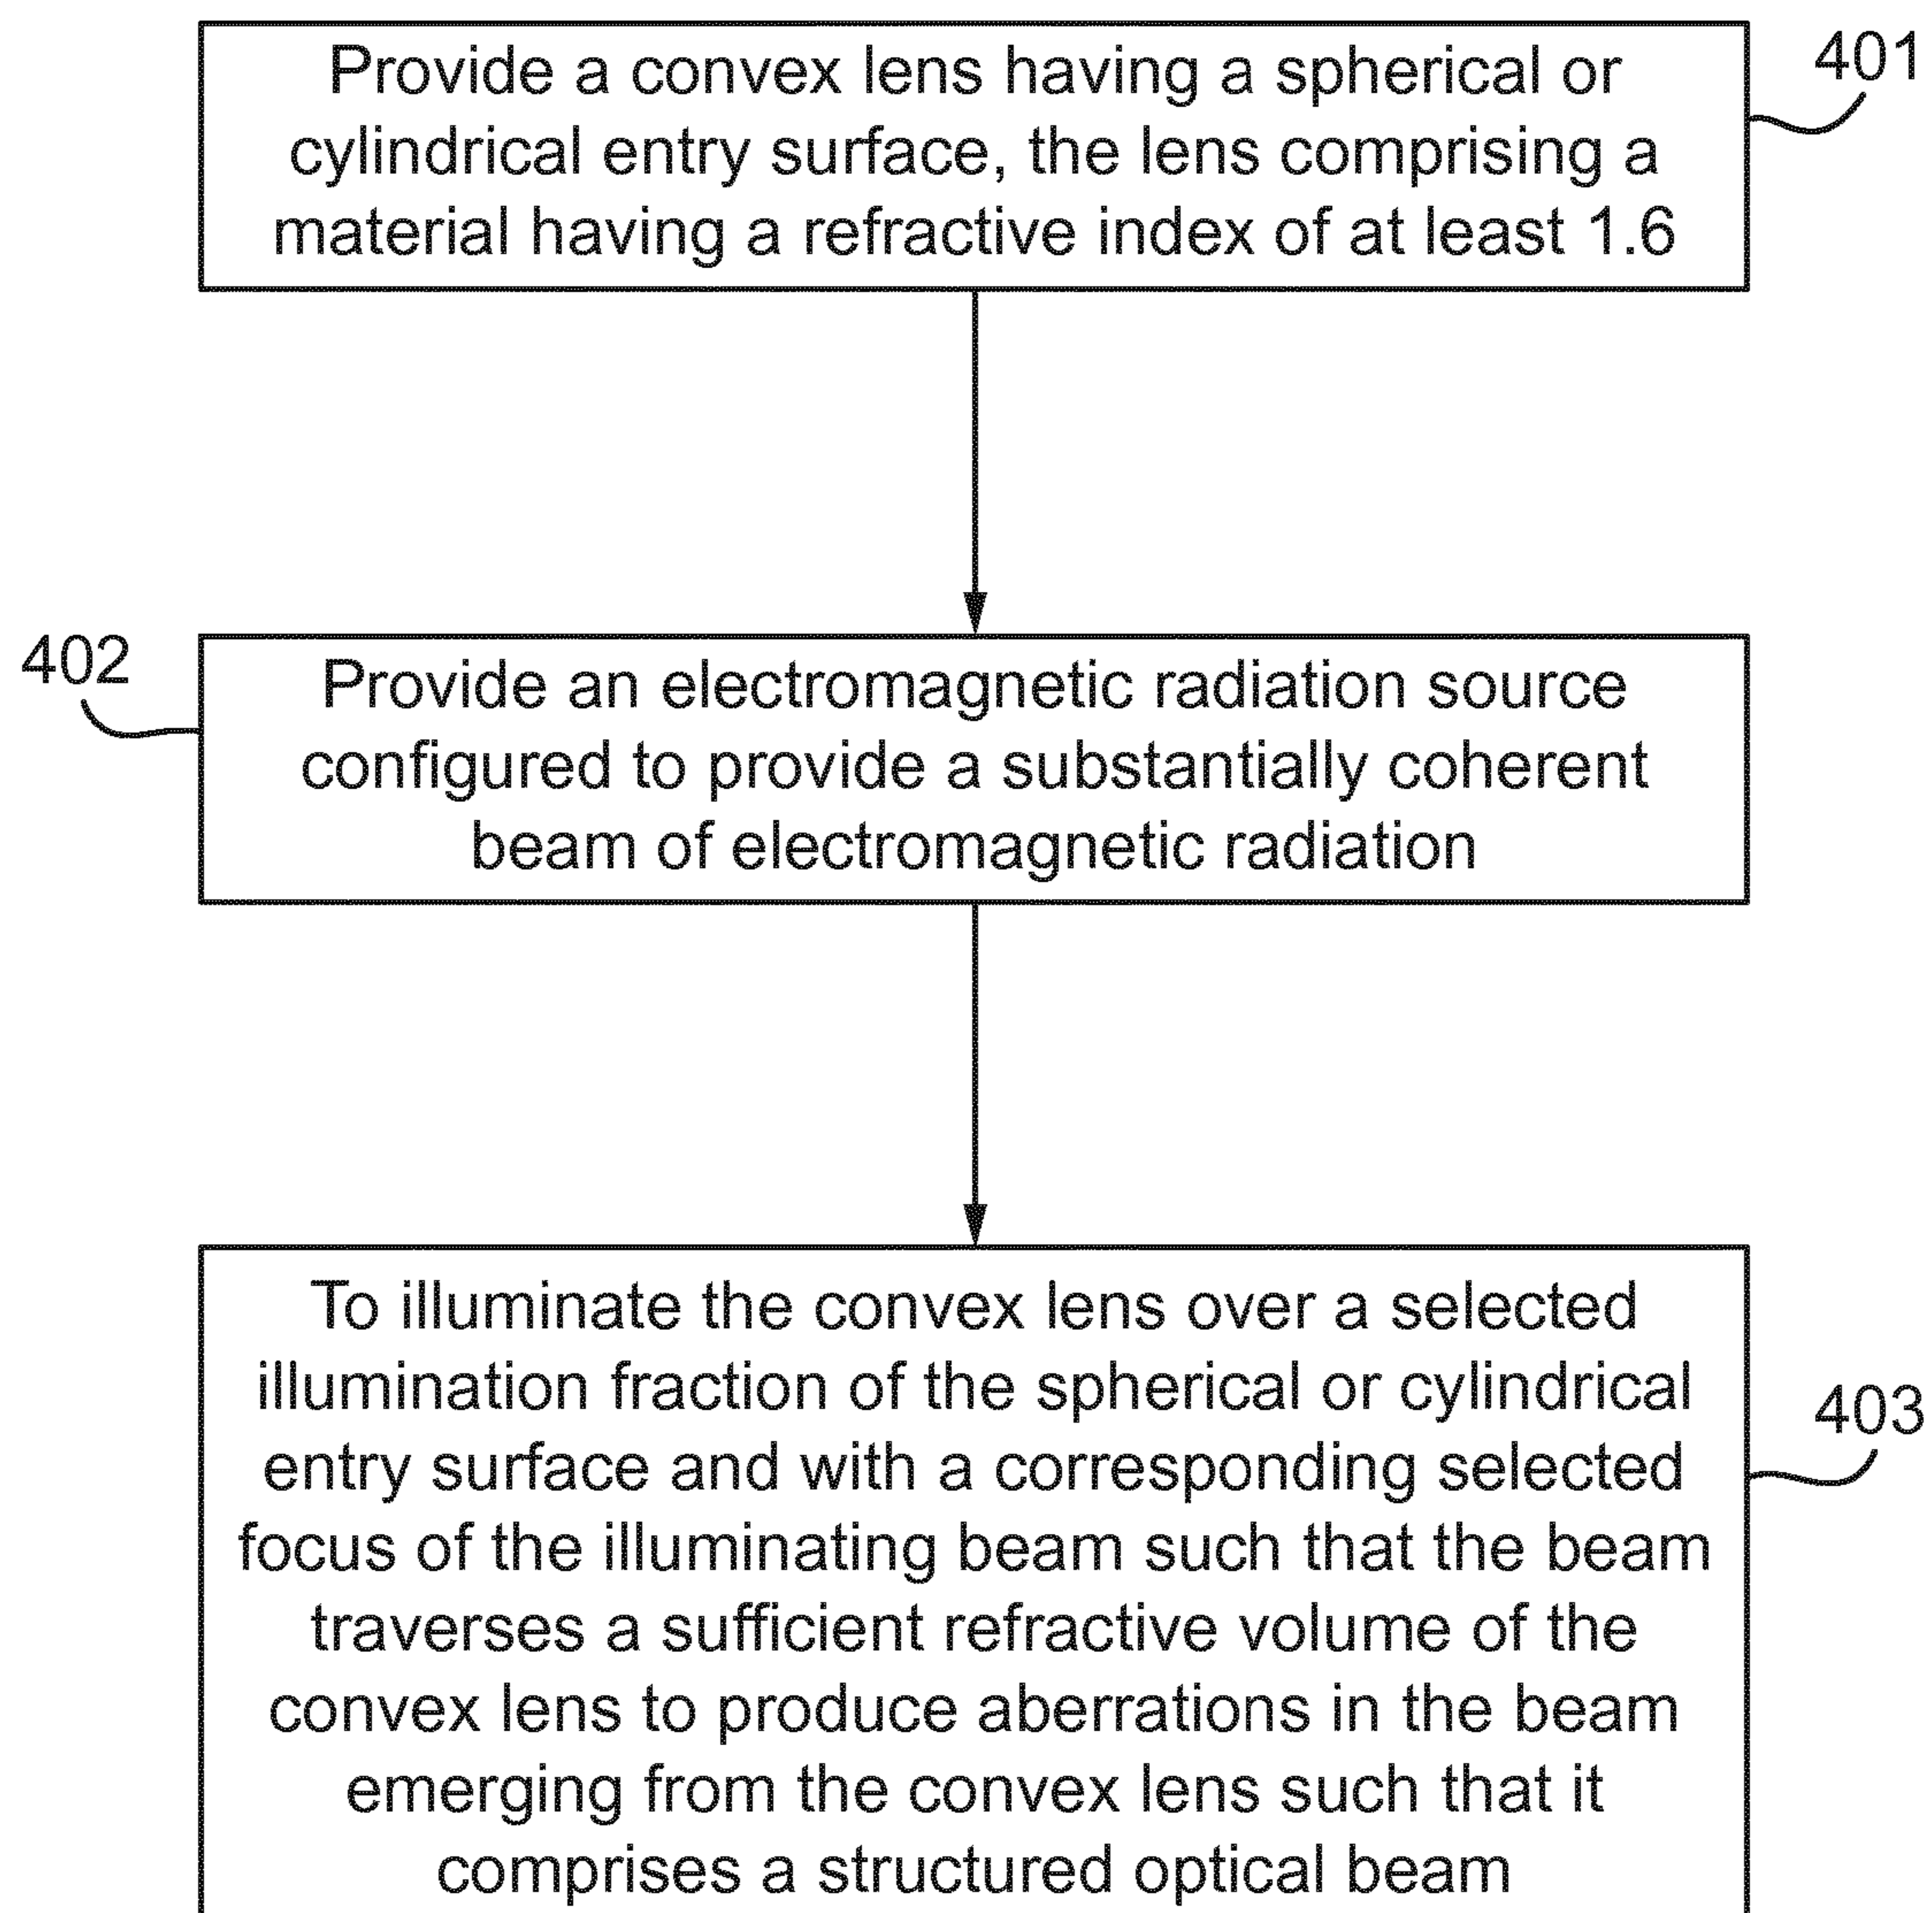 Provide a convex lens having a spherical or
cylindrical entry surface, the lens comprising a
material having a refractive index of at least 1.6
401
402
Provide an electromagnetic radiation source
configured to provide a substantially coherent
beam of electromagnetic radiation
To illuminate the convex lens over a selected
illumination fraction of the spherical or cylindrical
entry surface and with a corresponding selected
focus of the illuminating beam such that the beam
traverses a sufficient refractive volume of the
convex lens to produce aberrations in the beam
emerging from the convex lens such that it
comprises a structured optical beam
403